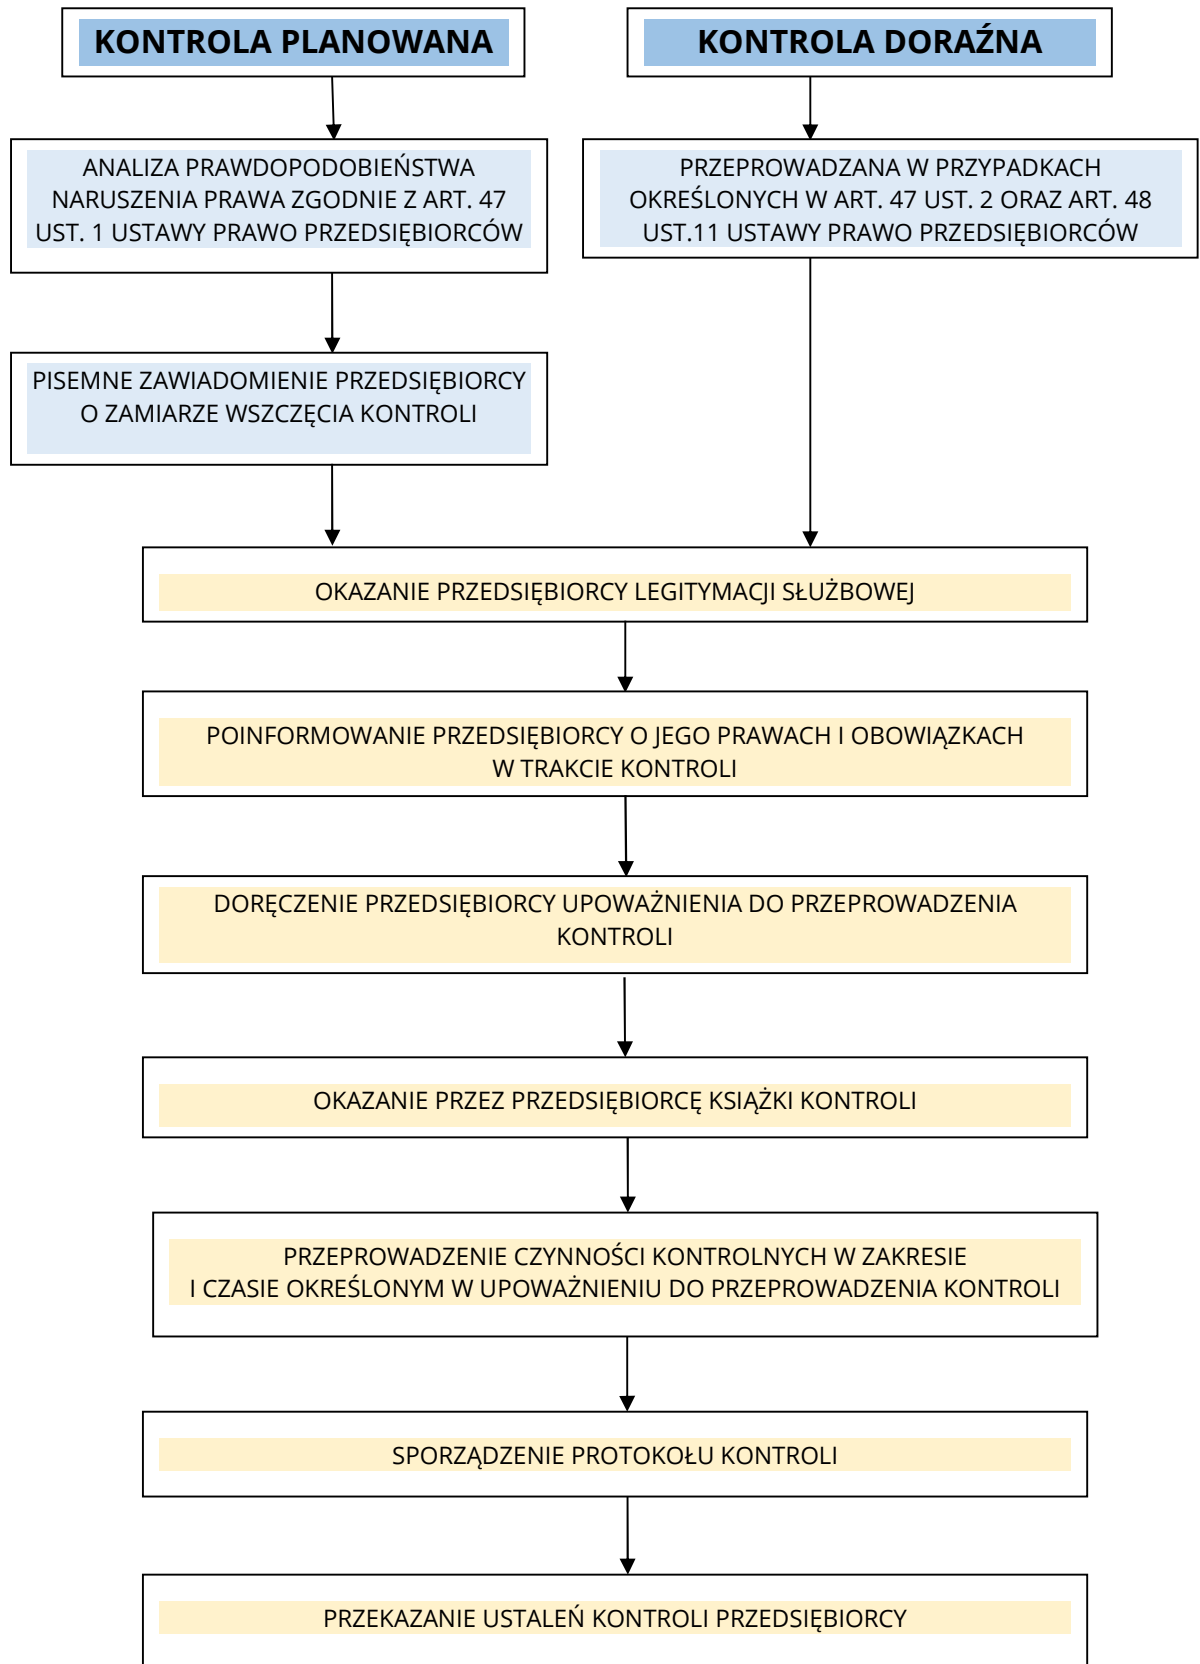 KONTROLA PLANOWANA
KONTROLA DORAŹNA
ANALIZA PRAWDOPODOBIEŃSTWA
NARUSZENIA PRAWA ZGODNIE Z ART. 47
UST. 1 USTAWY PRAWO PRZEDSIĘBIORCÓW
PRZEPROWADZANA W PRZYPADKACH
OKREŚLONYCH W ART. 47 UST. 2 ORAZ ART. 48
UST.11 USTAWY PRAWO PRZEDSIĘBIORCÓW
PISEMNE ZAWIADOMIENIE PRZEDSIĘBIORCY
O ZAMIARZE WSZCZĘCIA KONTROLI
OKAZANIE PRZEDSIĘBIORCY LEGITYMACJI SŁUŻBOWEJ
POINFORMOWANIE PRZEDSIĘBIORCY O JEGO PRAWACH I OBOWIĄZKACH
W TRAKCIE KONTROLI
DORĘCZENIE PRZEDSIĘBIORCY UPOWAŻNIENIA DO PRZEPROWADZENIA
KONTROLI
OKAZANIE PRZEZ PRZEDSIĘBIORCĘ KSIĄŻKI KONTROLI
PRZEPROWADZENIE CZYNNOŚCI KONTROLNYCH W ZAKRESIE
I CZASIE OKREŚLONYM W UPOWAŻNIENIU DO PRZEPROWADZENIA KONTROLI
SPORZĄDZENIE PROTOKOŁU KONTROLI
PRZEKAZANIE USTALEŃ KONTROLI PRZEDSIĘBIORCY